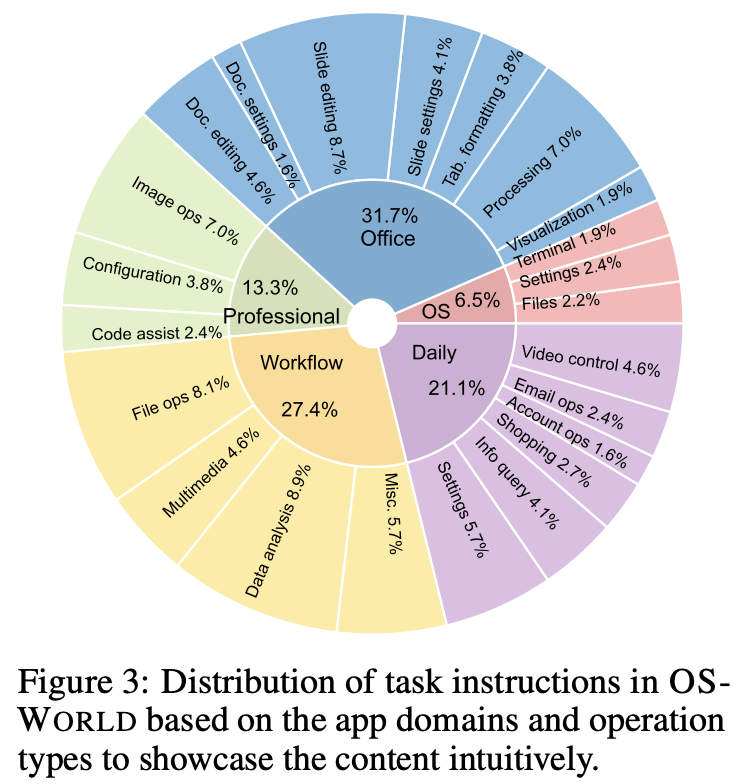 Doc. editing 4.6%
Doc. settings 1.6%
Slide editing 8.7%
Slide settings 4.1%
Tab. formatting 3.8%
Processing 7.0%
Visualization 1.9%
31.7%
Office
Image ops 7.0%
Configuration 3.8%
Code assist 2.4%
13.3%
Professional
Terminal 1.9%
Settings 2.4%
Files 2.2%
OS 6.5%
Workflow
27.4%
File ops 8.1%
Multimedia 4.6%
Data analysis 8.9%
Misc. 5.7%
Daily
21.1%
Video control 4.6%
Email ops 2.4%
Account ops 1.6%
Shopping 2.7%
Info query 4.1%
Settings 5.7%
Figure 3: Distribution of task instructions in OS-
WORLD based on the app domains and operation
types to showcase the content intuitively.